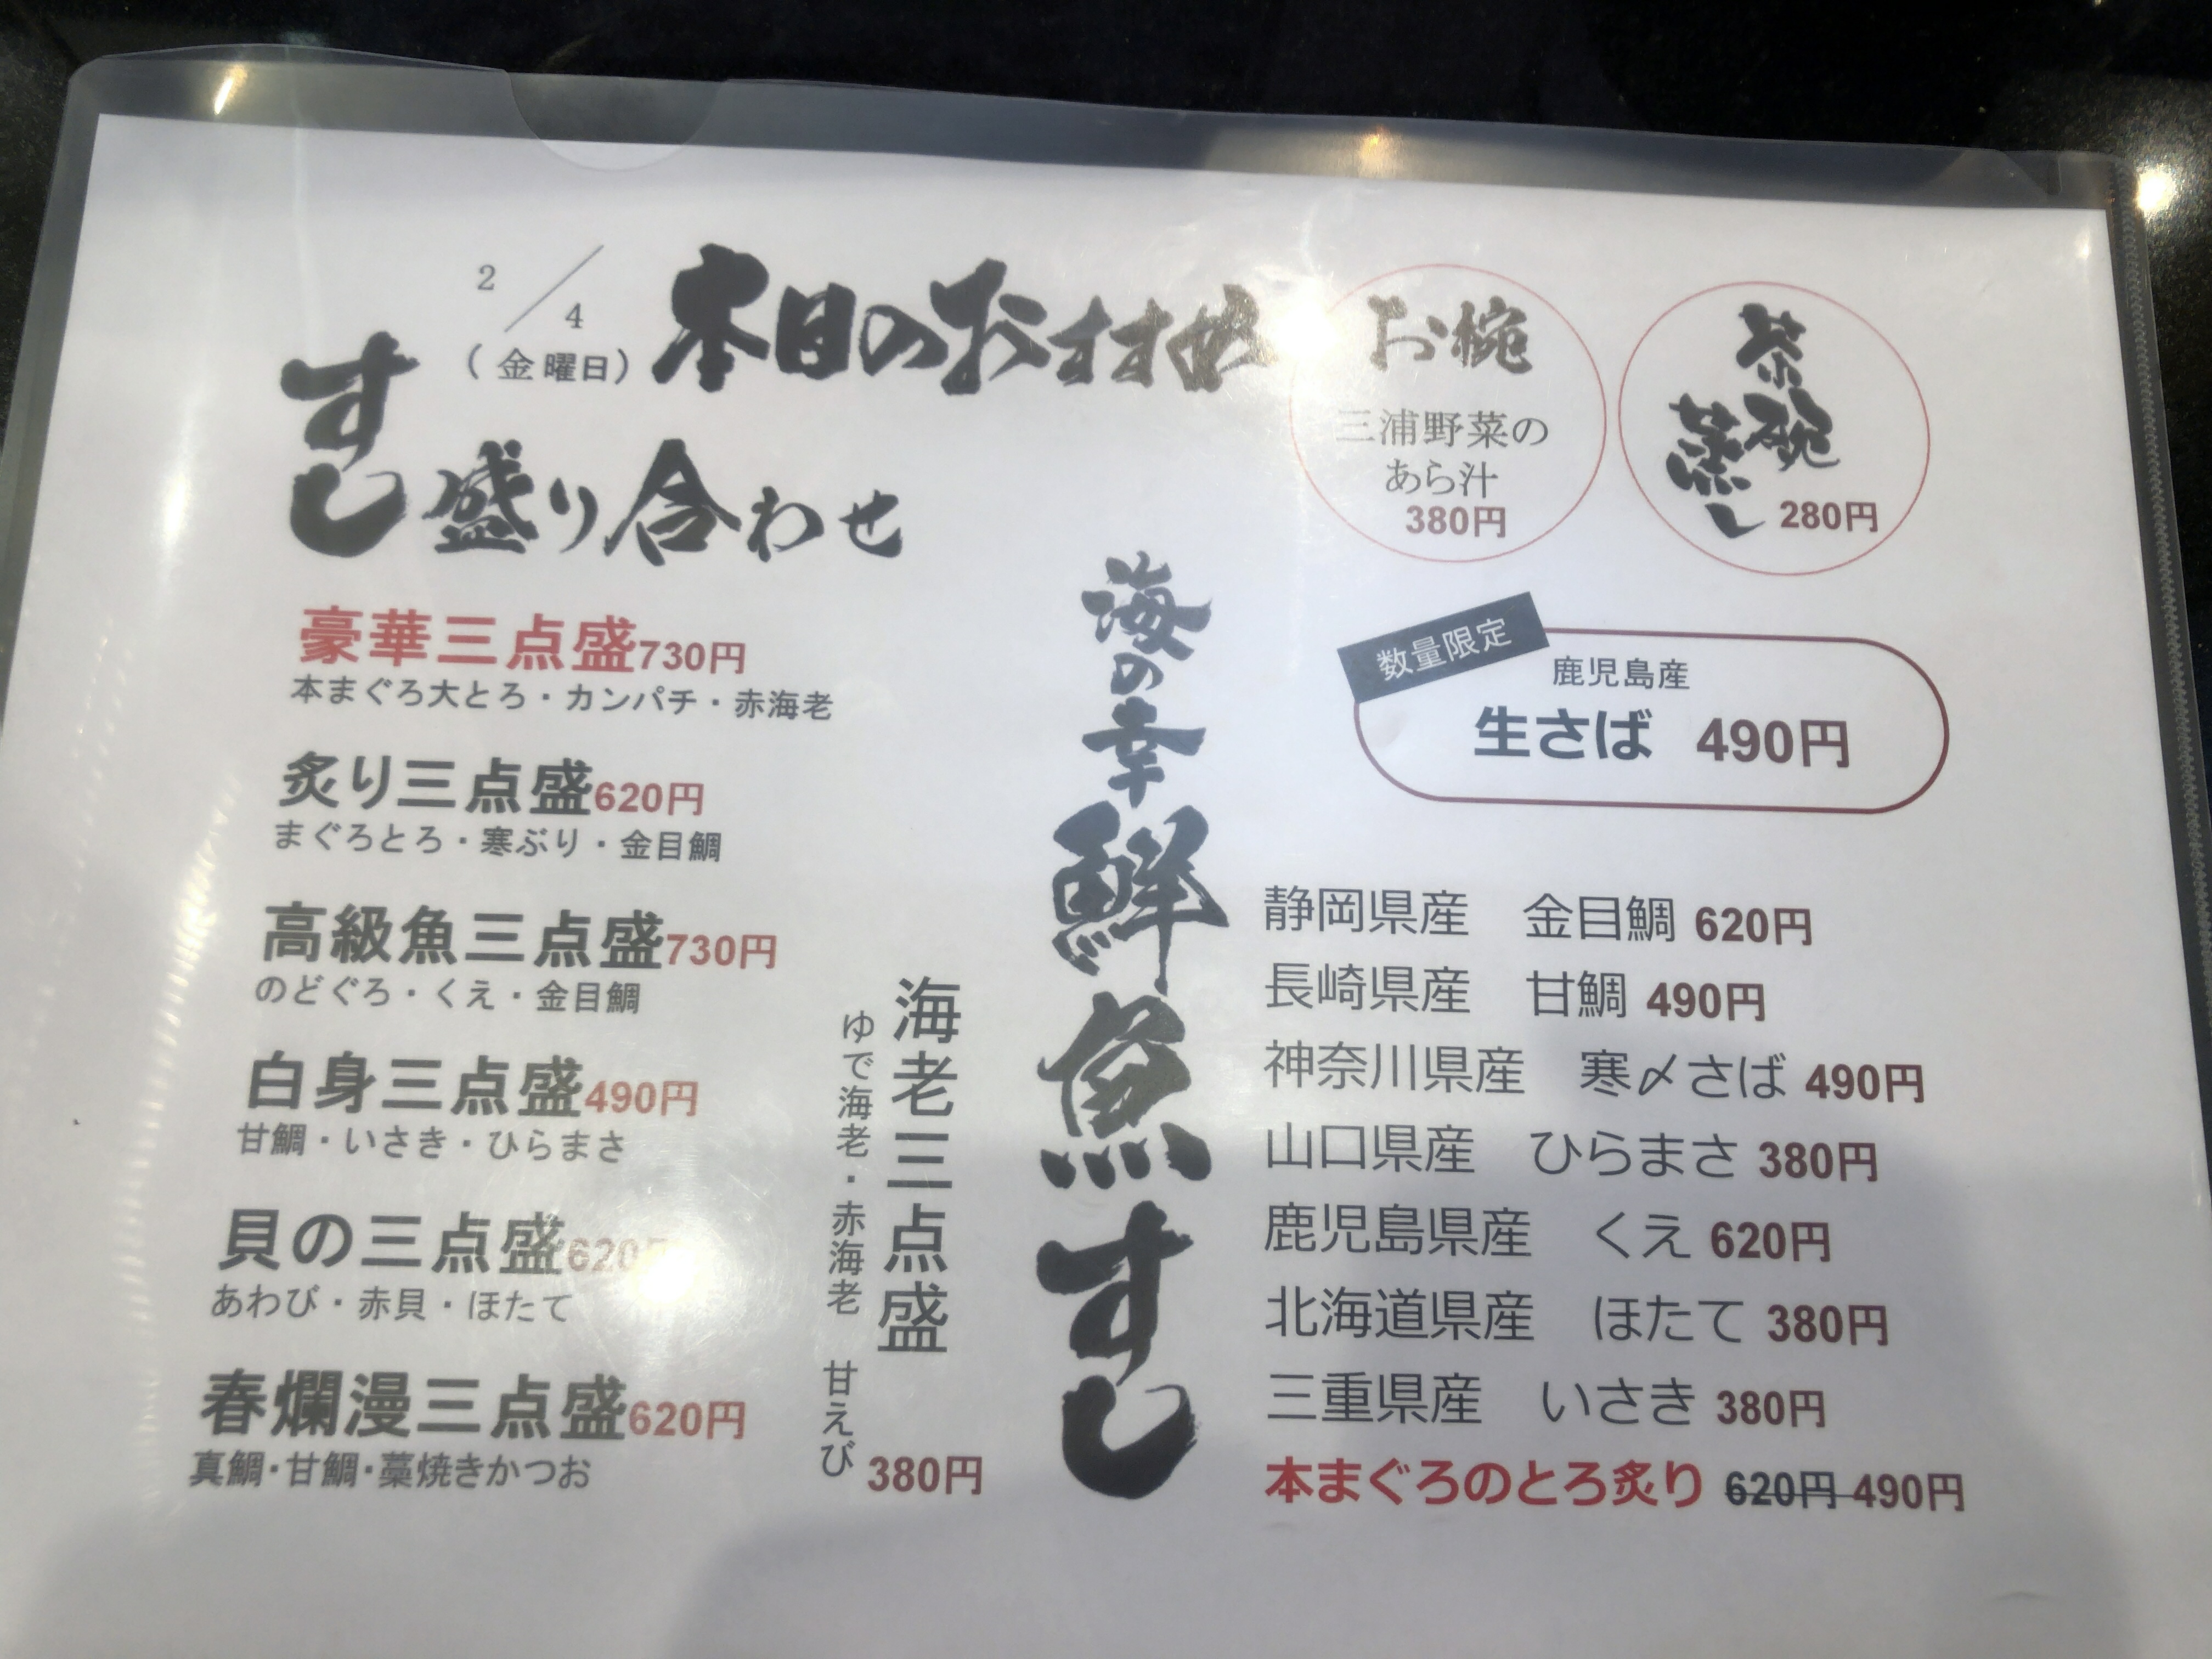 2/4
(金曜日)
本日のおすすめ
すし盛り合わせ
豪華三点盛730円
本まぐろ大とろ・カンパチ・赤海老
炙り三点盛620円
まぐろとろ・寒ぶり・金目鯛
高級魚三点盛730円
のどぐろ・くえ・金目鯛
白身三点盛490円
甘鯛・いさき・ひらまさ
貝の三点盛620円
あわび・赤貝・ほたて
春爛漫三点盛620円
真鯛・甘鯛・藁焼きかつお
海老三点盛
ゆで海老・赤海老 甘えび
380円
お椀
三浦野菜の
あら汁
380円
茶碗
蒸し
280円
海の幸鮮魚すし
数量限定
鹿児島産
生さば 490円
静岡県産 金目鯛 620円
長崎県産 甘鯛 490円
神奈川県産 寒〆さば 490円
山口県産 ひらまさ 380円
鹿児島県産 くえ 620円
北海道県産 ほたて 380円
三重県産 いさき 380円
本まぐろのとろ炙り 620円 490円